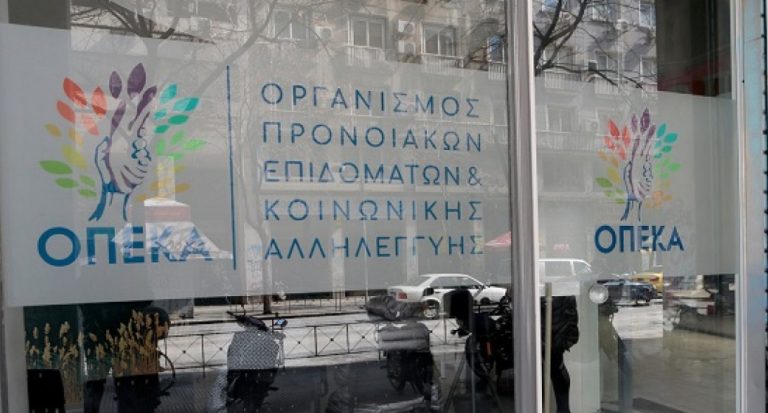 ΟΠΕΚΑ
ΟΡΓΑΝΙΣΜΟΣ
ΠΡΟΝΟΙΑΚΩΝ
ΕΠΙΔΟΜΑΤΩΝ &
ΚΟΙΝΩΝΙΚΗΣ
ΑΛΛΗΛΕΓΓΥΗΣ
ΟΠΕΚΑ